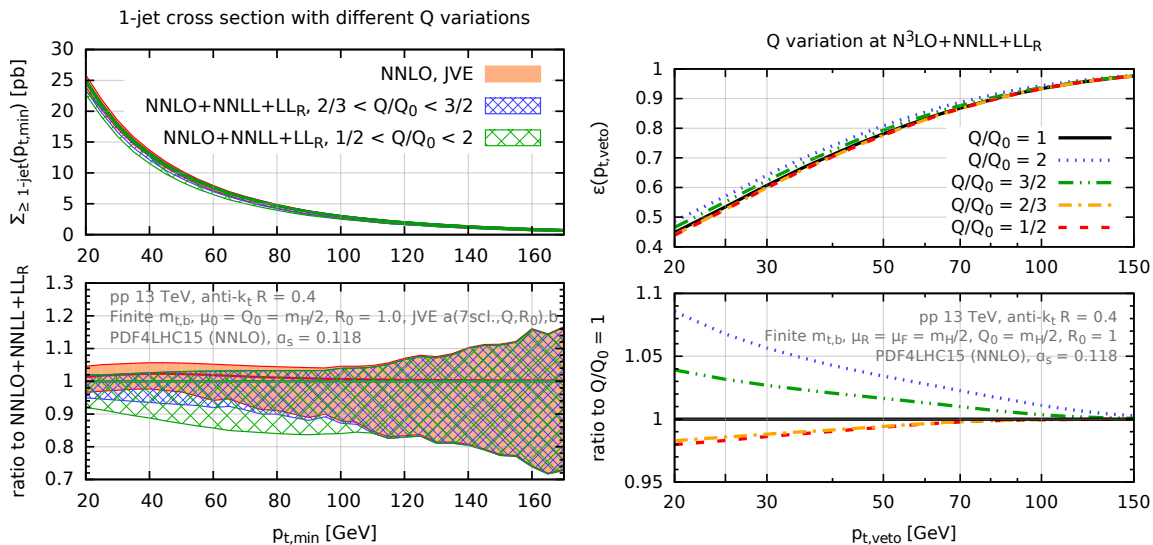 1-jet cross section with different Q variations
Σ≥ 1-jet(pt,min) [pb]
30
25
20
15
10
5
0
NNLO, JVE
NNLO+NNLL+LLR, 2/3 < Q/Q0 < 3/2
NNLO+NNLL+LLR, 1/2 < Q/Q0 < 2
20 40 60 80 100 120 140 160
ratio to NNLO+NNLL+LLR
1.3
1.2
1.1
1
0.9
0.8
0.7
pp 13 TeV, anti-kt R = 0.4
Finite mt,b, μ0 = Q0 = mH/2, R0 = 1.0, JVE a(7scl.,Q,R0),b
PDF4LHC15 (NNLO), αs = 0.118
20 40 60 80 100 120 140 160
pt,min [GeV]
Q variation at N³LO+NNLL+LLR
ε(pt,veto)
1
0.9
0.8
0.7
0.6
0.5
0.4
Q/Q0 = 1
Q/Q0 = 2
Q/Q0 = 3/2
Q/Q0 = 2/3
Q/Q0 = 1/2
20 30 50 70 100 150
ratio to Q/Q0 = 1
1.1
1.05
1
0.95
pp 13 TeV, anti-kt R = 0.4
Finite mt,b, μR = μF = mH/2, Q0 = mH/2, R0 = 1
PDF4LHC15 (NNLO), αs = 0.118
20 30 50 70 100 150
pt,veto [GeV]